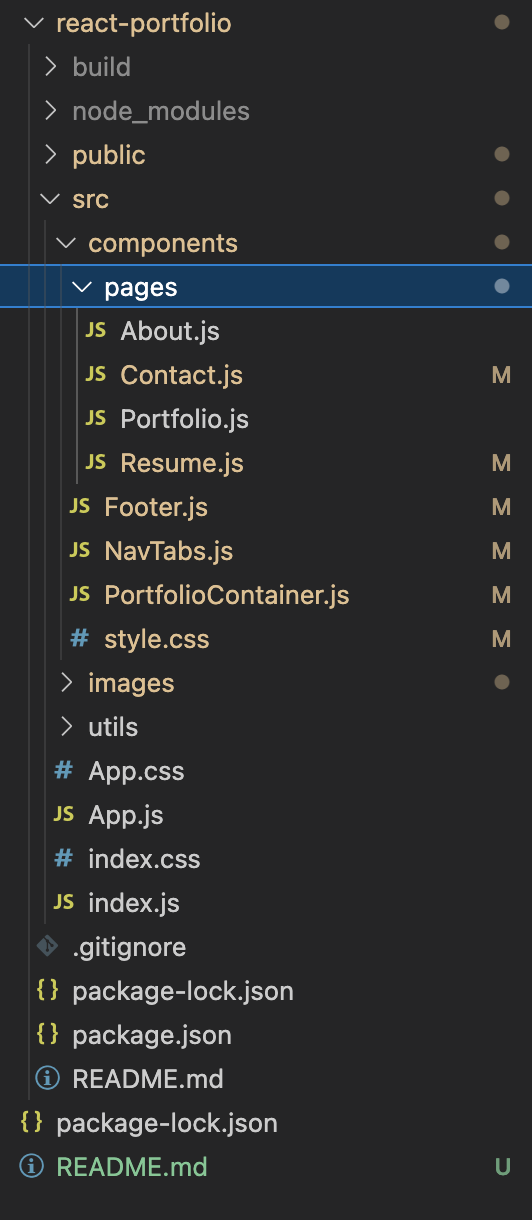 react-portfolio
build
node_modules
public
src
components
pages
JS About.js
JS Contact.js M
JS Portfolio.js
JS Resume.js M
JS Footer.js M
JS NavTabs.js M
JS PortfolioContainer.js M
# style.css M
images
utils
# App.css
JS App.js
# index.css
JS index.js
.gitignore
{} package-lock.json
{} package.json
README.md
{} package-lock.json
README.md U